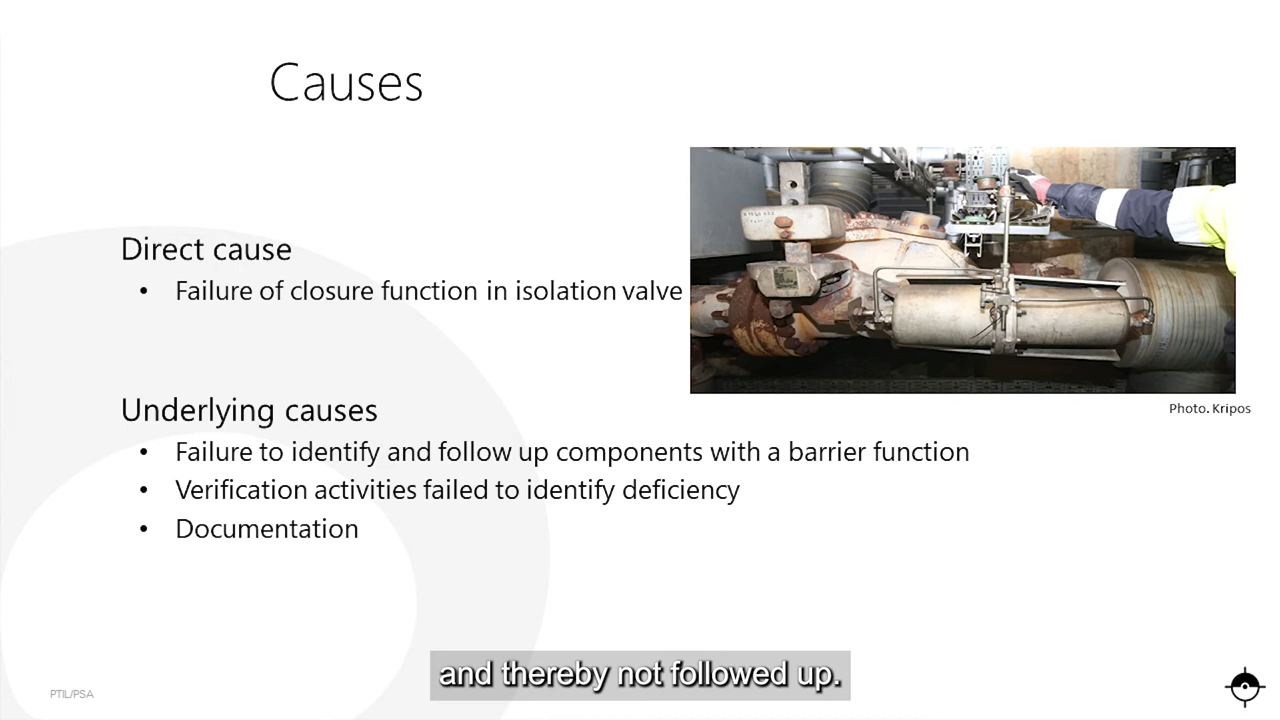 Causes
Direct cause
• Failure of closure function in isolation valve
Photo. Kripos
Underlying causes
• Failure to identify and follow up components with a barrier function
• Verification activities failed to identify deficiency
• Documentation
and thereby not followed up.
PTIL/PSA